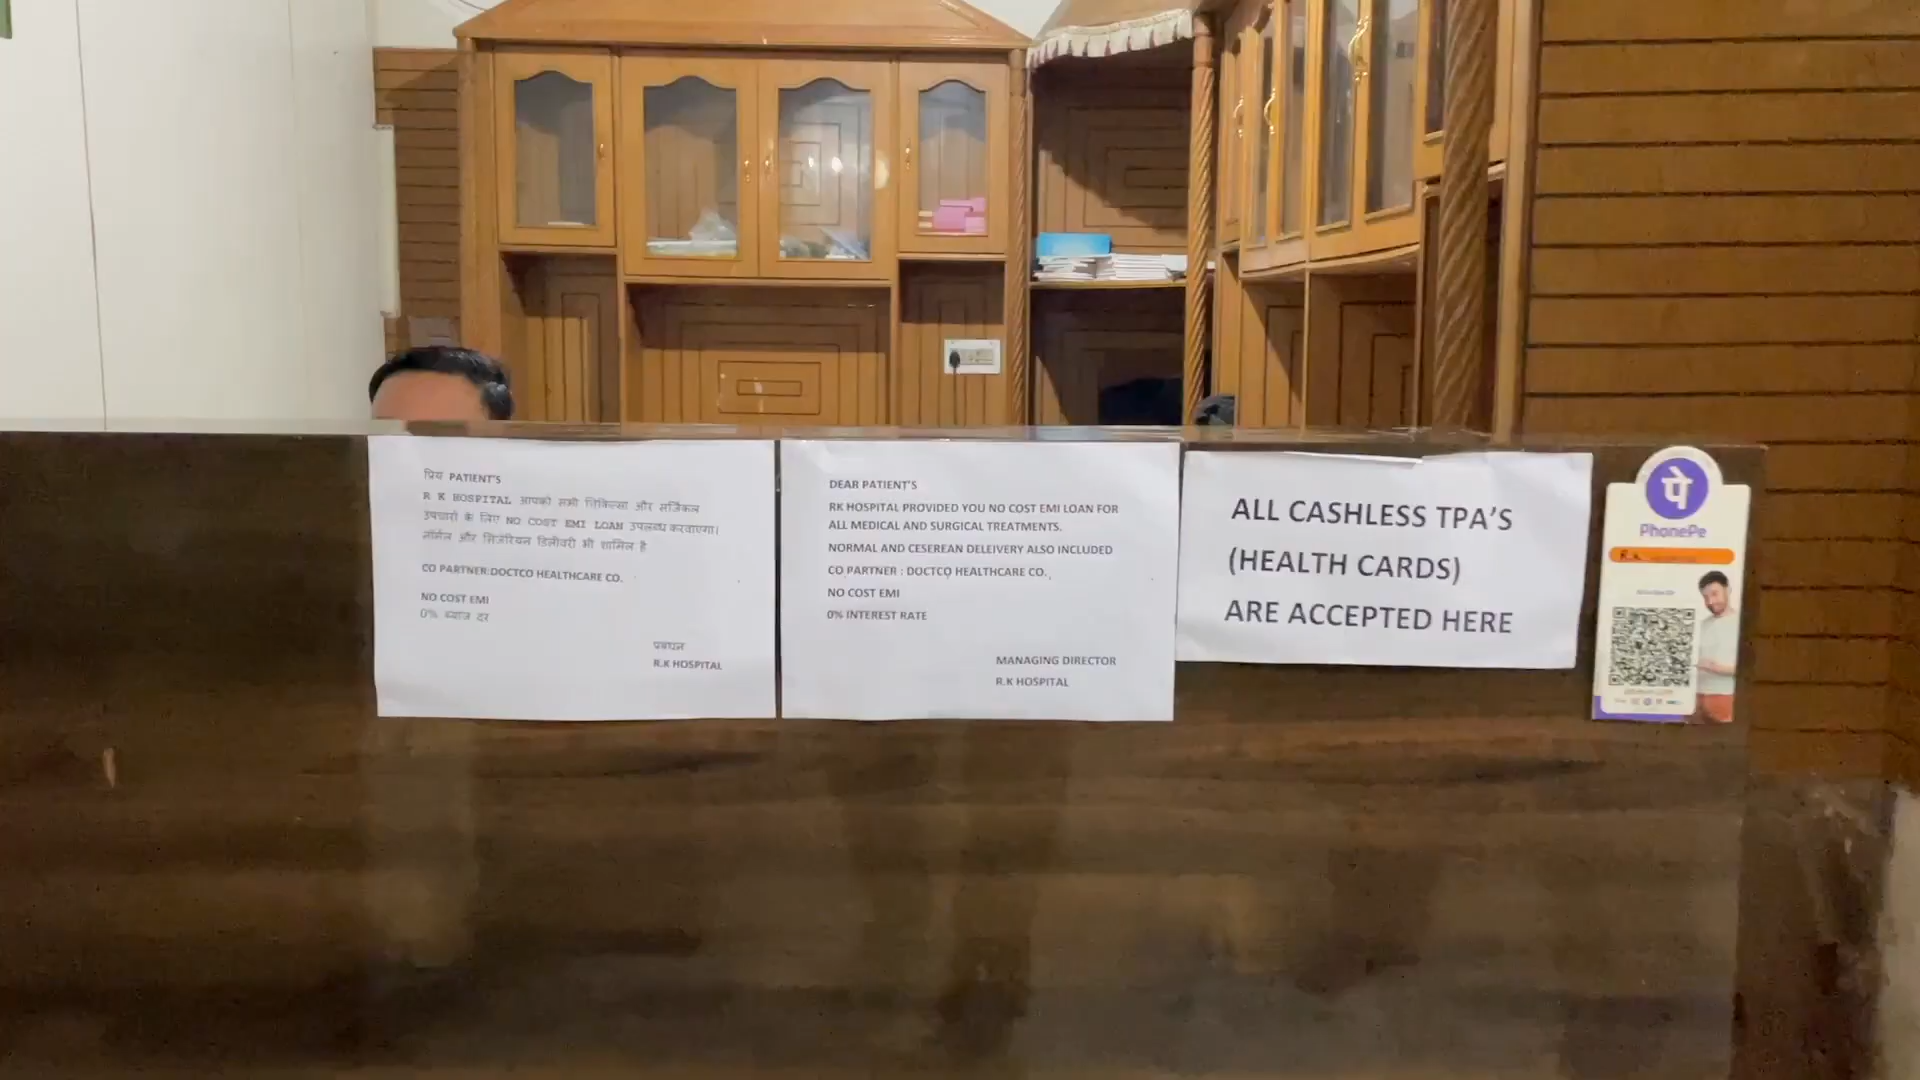 प्रिय PATIENT'S
R K HOSPITAL आपको सभी चिकित्सा और सर्जिकल
उपचारों के लिए NO COST EMI LOAN उपलब्ध करवाएगा।
नॉर्मल और सिजेरियन डिलीवरी भी शामिल है
CO PARTNER:DOCTCO HEALTHCARE CO.
NO COST EMI
0% ब्याज दर
प्रबंधन
R.K HOSPITAL
DEAR PATIENT'S
RK HOSPITAL PROVIDED YOU NO COST EMI LOAN FOR
ALL MEDICAL AND SURGICAL TREATMENTS.
NORMAL AND CESEREAN DELEIVERY ALSO INCLUDED
CO PARTNER : DOCTCO HEALTHCARE CO.
NO COST EMI
0% INTEREST RATE
MANAGING DIRECTOR
R.K HOSPITAL
ALL CASHLESS TPA'S
(HEALTH CARDS)
ARE ACCEPTED HERE
पे
PhonePe